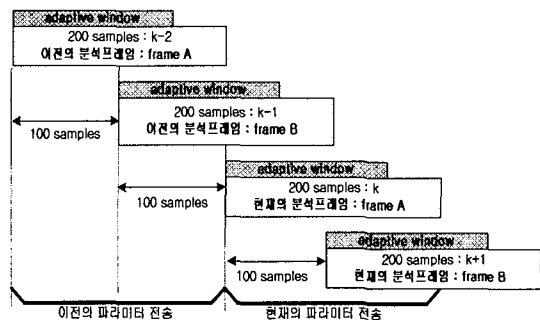 adaptive window
200 samples : k-2
이전의 분석프레임 : frame A
adaptive window
200 samples : k-1
이전의 분석프레임 : frame B
100 samples
adaptive window
200 samples : k
현재의 분석프레임 : frame A
100 samples
adaptive window
200 samples : k+1
현재의 분석프레임 : frame B
100 samples
이전의 파라미터 전송
현재의 파라미터 전송